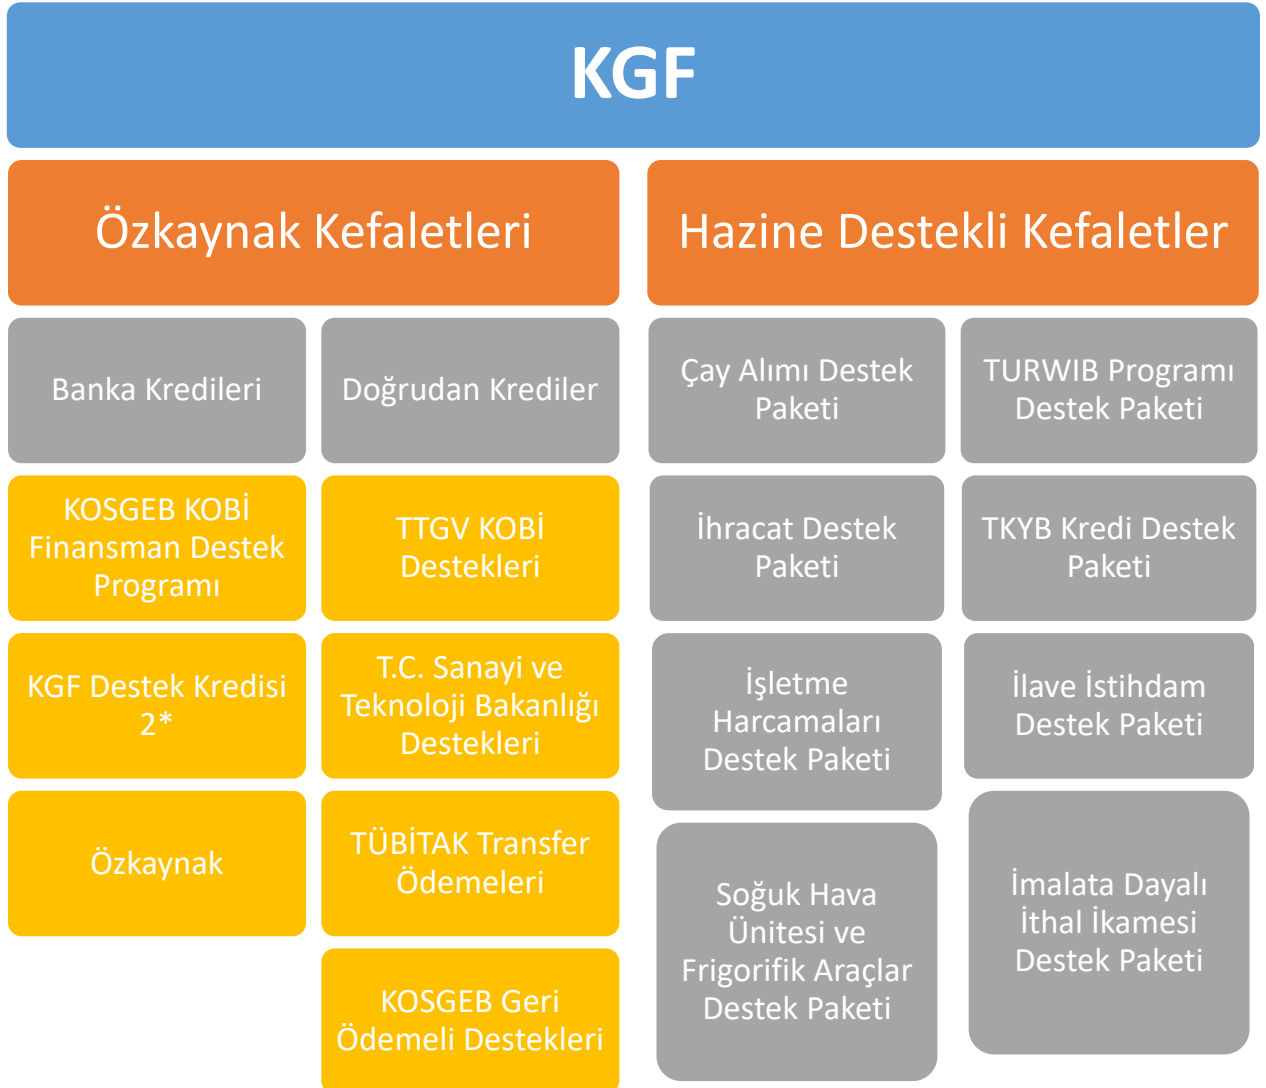 KGF
Özkaynak Kefaletleri
Hazine Destekli Kefaletler
Banka Kredileri
Doğrudan Krediler
Çay Alımı Destek
Paketi
TURWIB Programı
Destek Paketi
KOSGEB KOBİ
Finansman Destek
Programı
TTGV KOBİ
Destekleri
İhracat Destek
Paketi
TKYB Kredi Destek
Paketi
KGF Destek Kredisi
2*
T.C. Sanayi ve
Teknoloji Bakanlığı
Destekleri
İşletme
Harcamaları
Destek Paketi
İlave İstihdam
Destek Paketi
Özkaynak
TÜBİTAK Transfer
Ödemeleri
Soğuk Hava
Ünitesi ve
Frigorifik Araçlar
Destek Paketi
İmalata Dayalı
İthal İkamesi
Destek Paketi
KOSGEB Geri
Ödemeli Destekleri